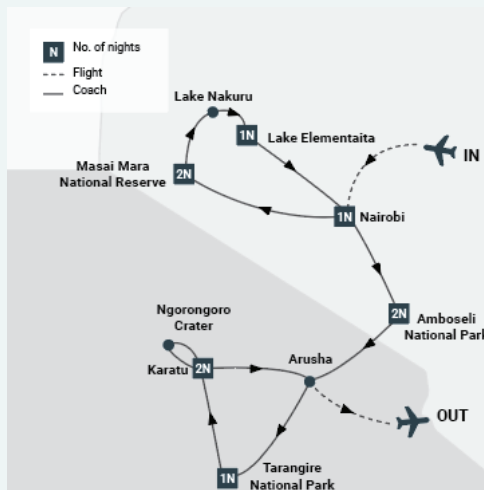 N No. of nights
Flight
Coach
Lake Nakuru
1N
Lake Elementaita
IN
Masai Mara
National Reserve
2N
1N
Nairobi
2N
Amboseli
National Park
Ngorongoro
Crater
Karatu
2N
Arusha
OUT
1N
Tarangire
National Park